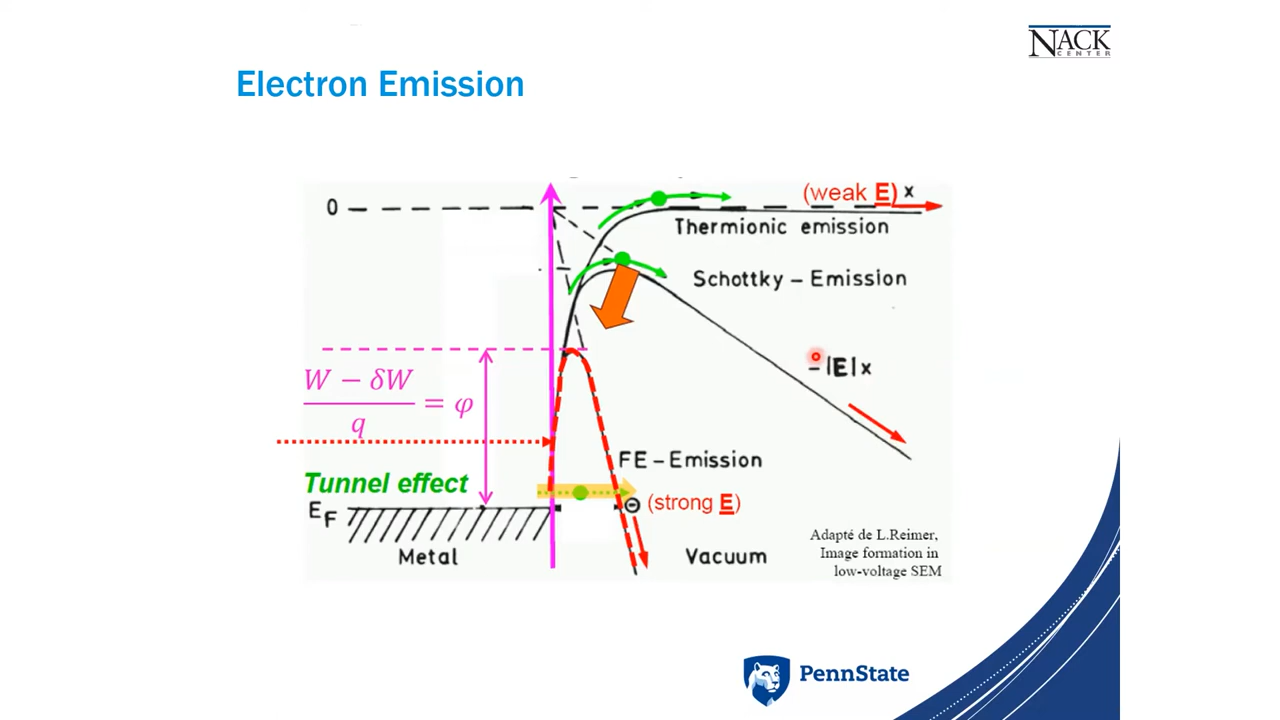 NACK
CENTER
Electron Emission
0
(weak E) x
Thermionic emission
Schottky - Emission
- |E| x
W − δW
/ q = φ
FE - Emission
Tunnel effect
(strong E)
EF
Metal
Vacuum
Adapté de L.Reimer,
Image formation in
low-voltage SEM
PennState